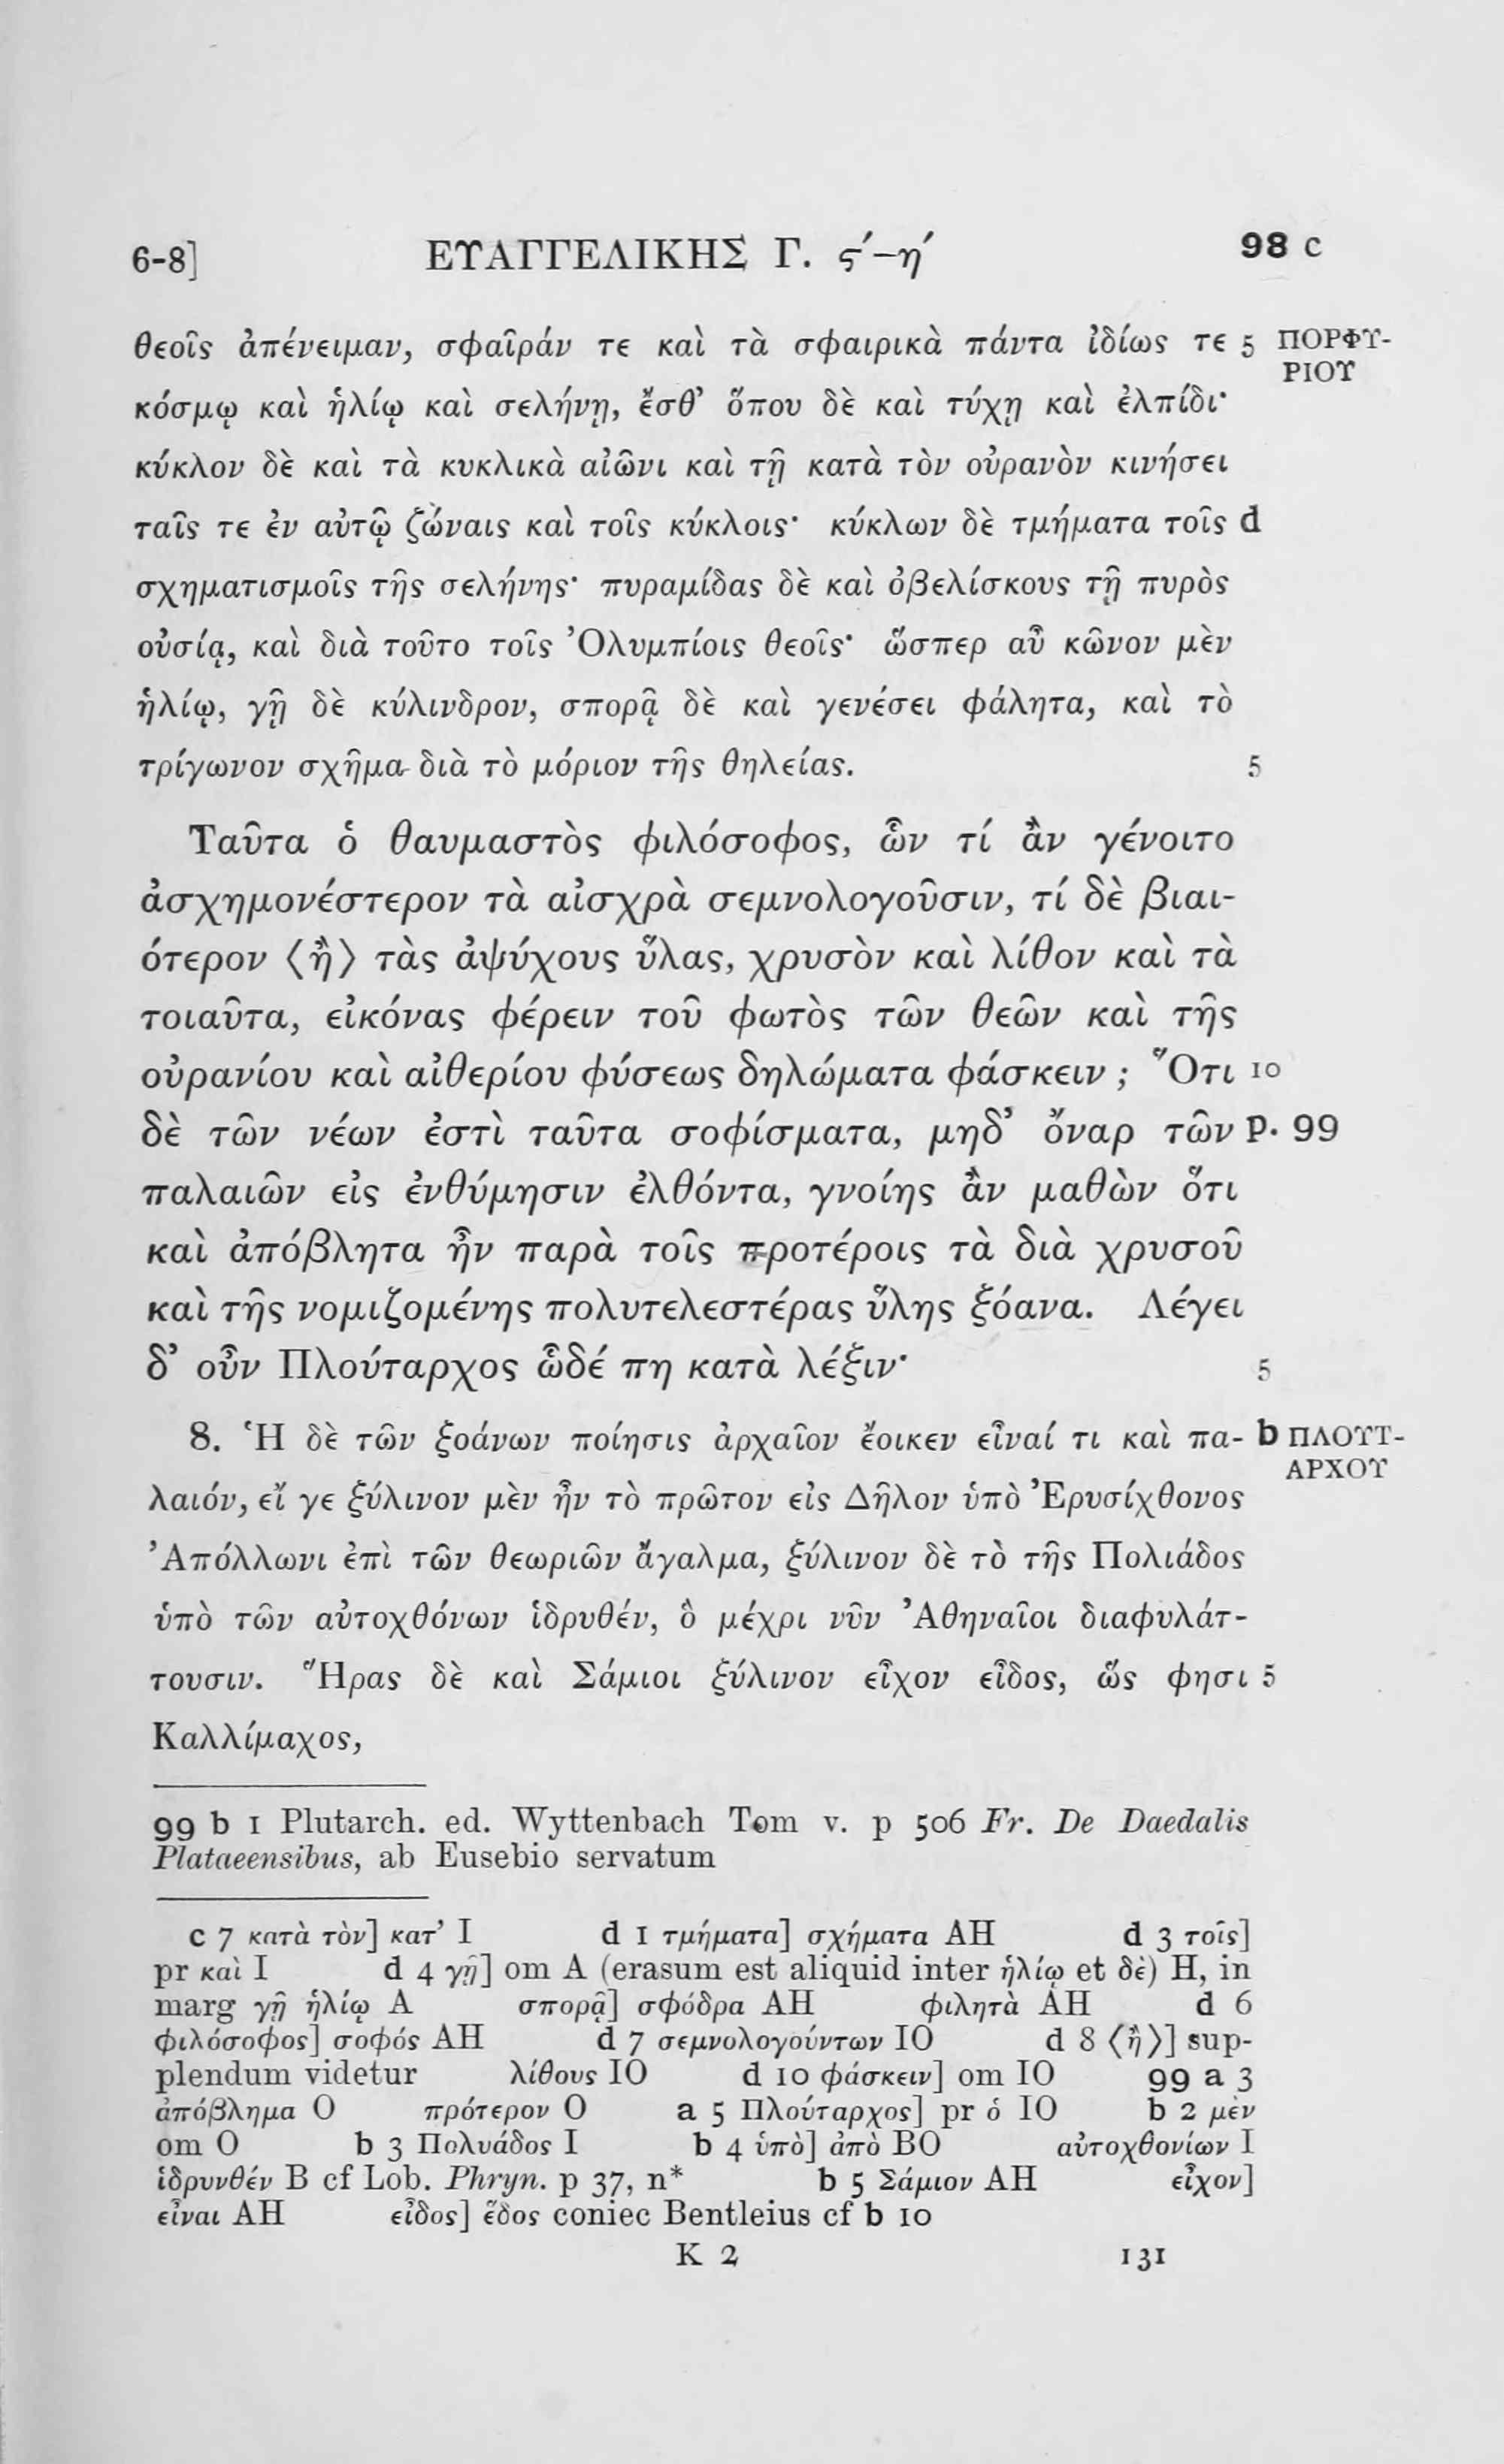 6-8] ΕΥΑΓΓΕΛΙΚΗΣ Γ. ϛ´-η´ 98 c
θεοῖς ἀπένειμαν, σφαῖράν τε καὶ τὰ σφαιρικὰ πάντα ἰδίως τε 5 ΠΟΡΦΥ-
ΡΙΟΥ
κόσμῳ καὶ ἡλίῳ καὶ σελήνῃ, ἔσθ’ ὅπου δὲ καὶ τύχῃ καὶ ἐλπίδι·
κύκλον δὲ καὶ τὰ κυκλικὰ αἰῶνι καὶ τῇ κατὰ τὸν οὐρανὸν κινήσει
ταῖς τε ἐν αὐτῷ ζώναις καὶ τοῖς κύκλοις· κύκλων δὲ τμήματα τοῖς d
σχηματισμοῖς τῆς σελήνης· πυραμίδας δὲ καὶ ὀβελίσκους τῇ πυρὸς
οὐσίᾳ, καὶ διὰ τοῦτο τοῖς Ὀλυμπίοις θεοῖς· ὥσπερ αὖ κῶνον μὲν
ἡλίῳ, γῇ δὲ κύλινδρον, σπορᾷ δὲ καὶ γενέσει φάλητα, καὶ τὸ
τρίγωνον σχῆμα διὰ τὸ μόριον τῆς θηλείας. 5
Ταῦτα ὁ θαυμαστὸς φιλόσοφος, ὧν τί ἂν γένοιτο
ἀσχημονέστερον τὰ αἰσχρὰ σεμνολογοῦσιν, τί δὲ βιαι-
ότερον ⟨ἢ⟩ τὰς ἀψύχους ὕλας, χρυσὸν καὶ λίθον καὶ τὰ
τοιαῦτα, εἰκόνας φέρειν τοῦ φωτὸς τῶν θεῶν καὶ τῆς
οὐρανίου καὶ αἰθερίου φύσεως δηλώματα φάσκειν ; Ὅτι 10
δὲ τῶν νέων ἐστὶ ταῦτα σοφίσματα, μηδ’ ὄναρ τῶν p. 99
παλαιῶν εἰς ἐνθύμησιν ἐλθόντα, γνοίης ἂν μαθὼν ὅτι
καὶ ἀπόβλητα ἦν παρὰ τοῖς προτέροις τὰ διὰ χρυσοῦ
καὶ τῆς νομιζομένης πολυτελεστέρας ὕλης ξόανα. Λέγει
δ’ οὖν Πλούταρχος ὧδέ πη κατὰ λέξιν· 5
8. Ἡ δὲ τῶν ξοάνων ποίησις ἀρχαῖον ἔοικεν εἶναί τι καὶ πα- b ΠΛΟΥΤ-
ΑΡΧΟΥ
λαιόν, εἴ γε ξύλινον μὲν ἦν τὸ πρῶτον εἰς Δῆλον ὑπὸ Ἐρυσίχθονος
Ἀπόλλωνι ἐπὶ τῶν θεωριῶν ἄγαλμα, ξύλινον δὲ τὸ τῆς Πολιάδος
ὑπὸ τῶν αὐτοχθόνων ἱδρυθέν, ὃ μέχρι νῦν Ἀθηναῖοι διαφυλάτ-
τουσιν. Ἥρας δὲ καὶ Σάμιοι ξύλινον εἶχον εἶδος, ὥς φησι 5
Καλλίμαχος,
99 b 1 Plutarch. ed. Wyttenbach Tom v. p 506 Fr. De Daedalis
Plataeensibus, ab Eusebio servatum
c 7 κατὰ τὸν] κατ’ I d 1 τμήματα] σχήματα AH d 3 τοῖς]
pr καὶ I d 4 γῇ] om A (erasum est aliquid inter ἡλίῳ et δὲ) H, in
marg γῇ ἡλίῳ A σπορᾷ] σφόδρα AH φιλητὰ AH d 6
φιλόσοφος] σοφός AH d 7 σεμνολογούντων IO d 8 ⟨ἢ⟩] sup-
plendum videtur λίθους IO d 10 φάσκειν] om IO 99 a 3
ἀπόβλημα O πρότερον O a 5 Πλούταρχος] pr ὁ IO b 2 μὲν
om O b 3 Πολυάδος I b 4 ὑπὸ] ἀπὸ BO αὐτοχθονίων I
ἱδρυνθέν B cf Lob. Phryn. p 37, n* b 5 Σάμιον AH εἶχον]
εἶναι AH εἶδος] ἕδος coniec Bentleius cf b 10
K 2 131